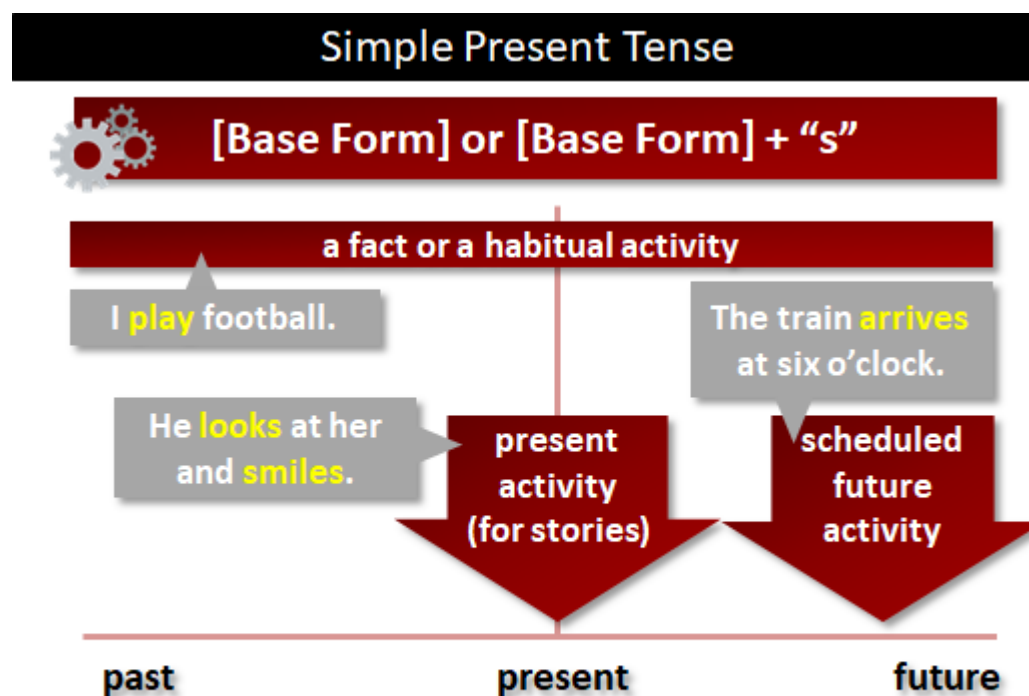 Simple Present Tense
[Base Form] or [Base Form] + “s”
a fact or a habitual activity
I play football.
The train arrives
at six o’clock.
He looks at her
and smiles.
present
activity
(for stories)
scheduled
future
activity
past
present
future